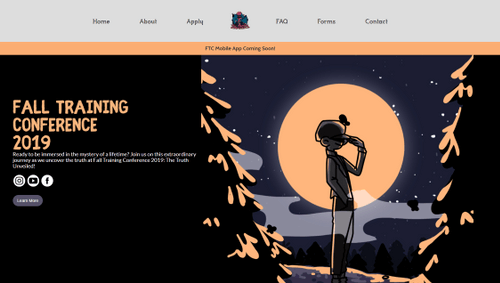 Home About Apply FAQ Forms Contact
FTC Mobile App Coming Soon!
FALL TRAINING
CONFERENCE
2019
Ready to be immersed in the mystery of a lifetime? Join us on this extraordinary
journey as we uncover the truth at Fall Training Conference 2019: The Truth
Unveiled!
Learn More